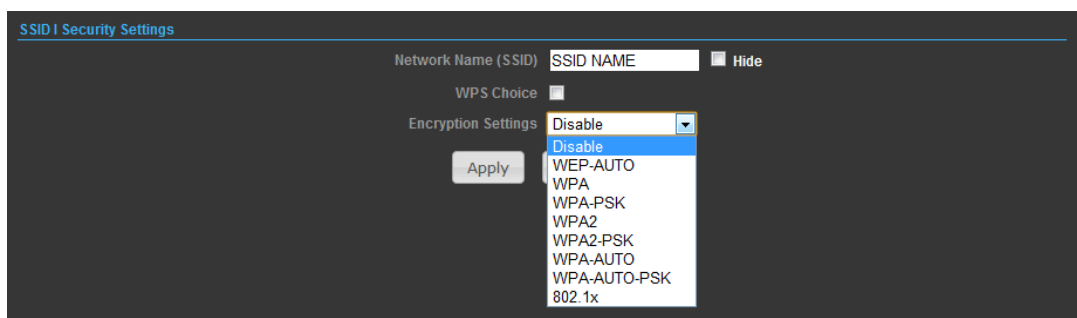 SSID I Security Settings
Network Name (SSID) SSID NAME Hide
WPS Choice
Encryption Settings Disable
Disable
Apply WEP-AUTO
WPA
WPA-PSK
WPA2
WPA2-PSK
WPA-AUTO
WPA-AUTO-PSK
802.1x